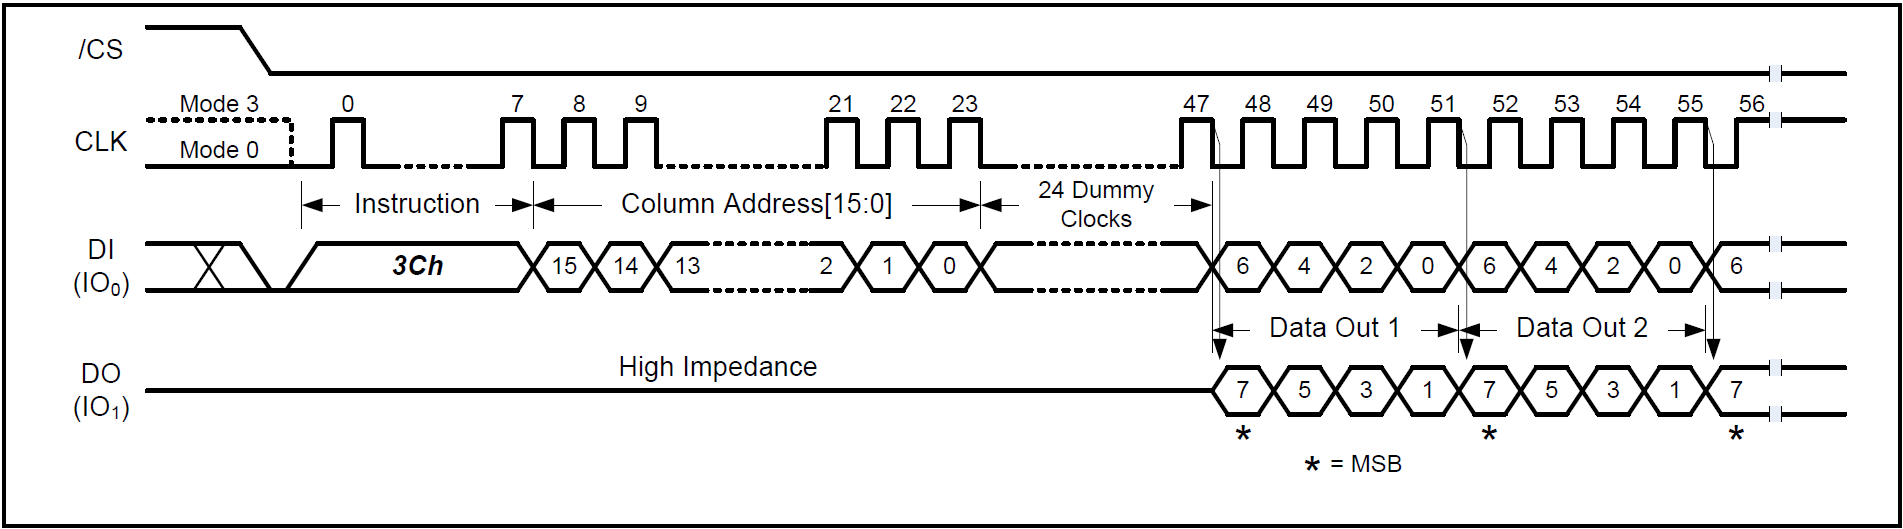 /CS
Mode 3 0 7 8 9 21 22 23 47 48 49 50 51 52 53 54 55 56
CLK
Mode 0
Instruction Column Address[15:0] 24 Dummy
Clocks
DI
(IO₀)
3Ch 15 14 13 2 1 0 6 4 2 0 6 4 2 0 6
Data Out 1 Data Out 2
High Impedance
DO
(IO₁)
7 5 3 1 7 5 3 1 7
* * *
* = MSB